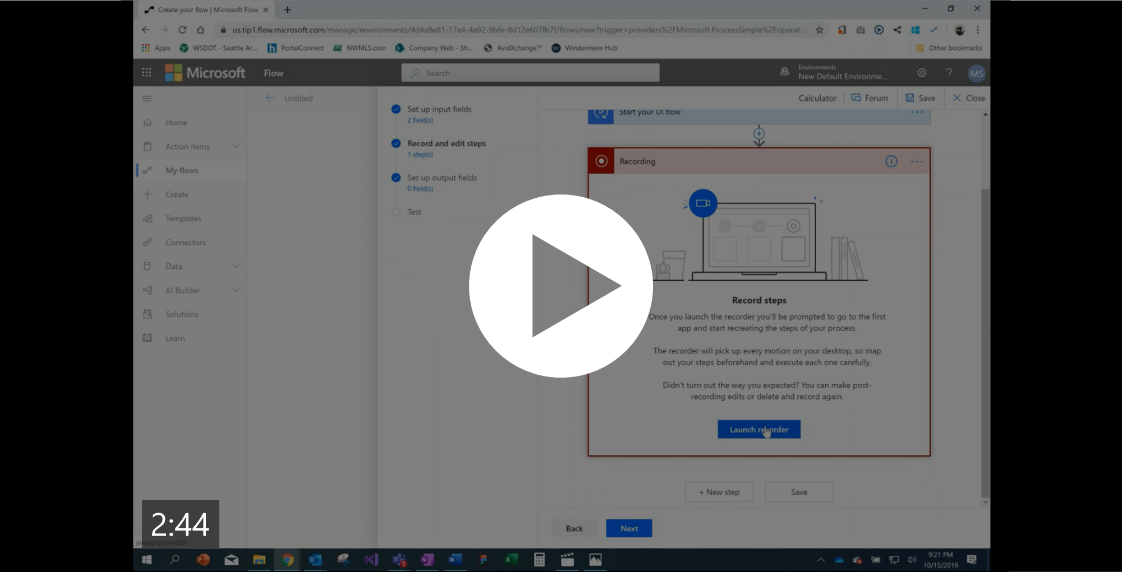 Create your flow | Microsoft Flow
us.tip1.flow.microsoft.com/manage/environments/4d4a8e81-17a4-4a92-9bfe-8d12e607fb7f/flows/new?trigger=providers%2FMicrosoft.ProcessSimple%2Foperat...
Apps WSDOT - Seattle Ar... PortalConnect NWMLS.com Company Web - Sh... AvidXchange™ Windermere Hub Other bookmarks
Microsoft Flow Search ... Environments
New Default Environme... MS
Untitled
Calculator Forum Save Close
Home
Action items
My flows
Create
Templates
Connectors
Data
AI Builder
Solutions
Learn
Set up input fields
2 field(s)
Record and edit steps
1 step(s)
Set up output fields
0 field(s)
Test
Start your UI flow
Recording
Record steps
Once you launch the recorder you'll be prompted to go to the first
app and start recreating the steps of your process.
The recorder will pick up every motion on your desktop, so map
out your steps beforehand and execute each one carefully.
Didn't turn out the way you expected? You can make post-
recording edits or delete and record again.
Launch recorder
+ New step Save
Back Next
2:44
9:21 PM
10/15/2019